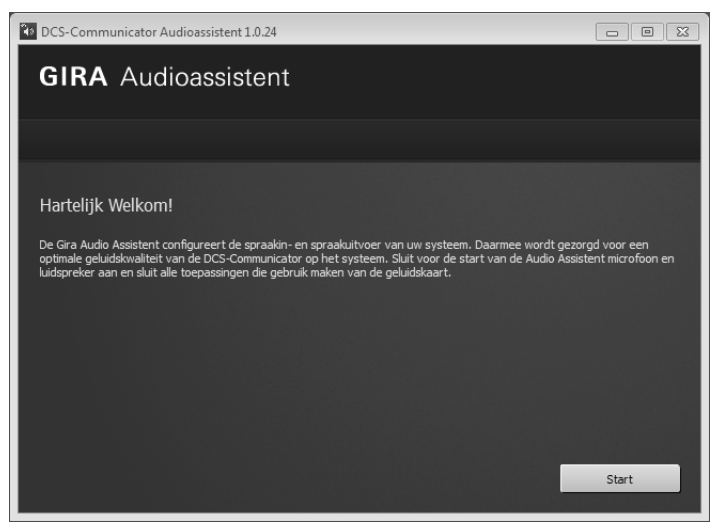 DCS-Communicator Audioassistent 1.0.24
GIRA Audioassistent
Hartelijk Welkom!
De Gira Audio Assistent configureert de spraakin- en spraakuitvoer van uw systeem. Daarmee wordt gezorgd voor een
optimale geluidskwaliteit van de DCS-Communicator op het systeem. Sluit voor de start van de Audio Assistent microfoon en
luidspreker aan en sluit alle toepassingen die gebruik maken van de geluidskaart.
Start